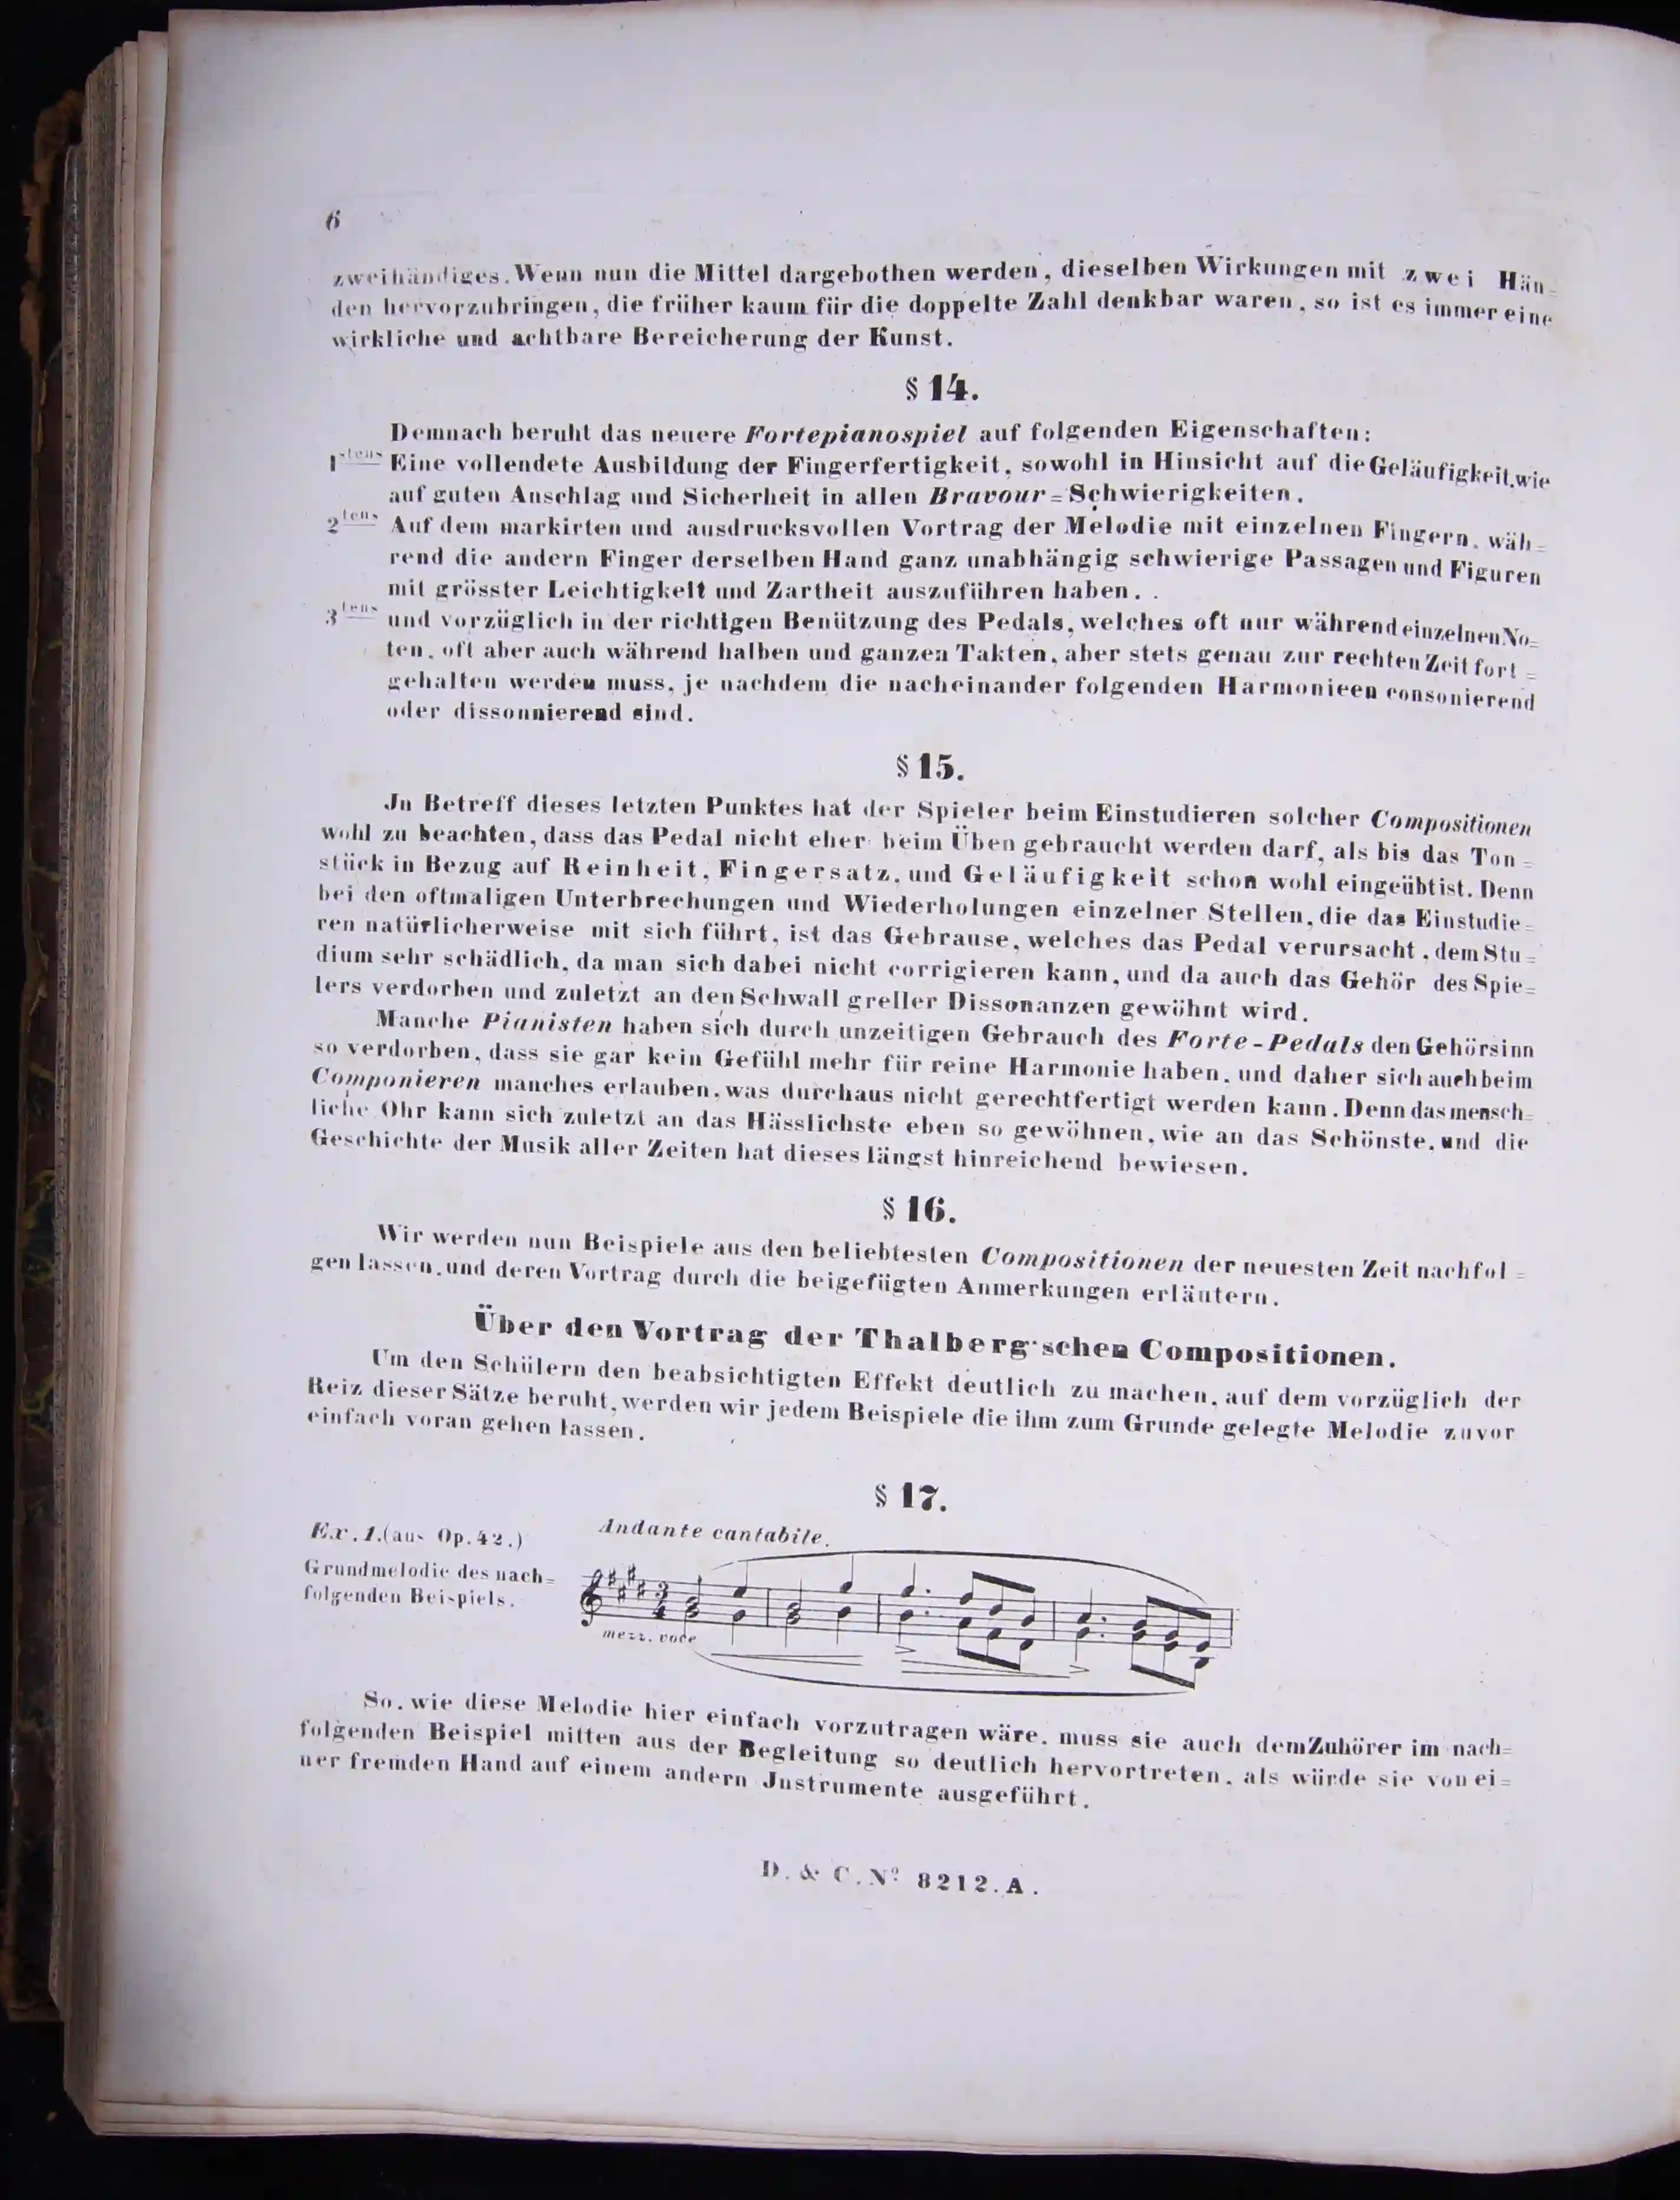 6
zweihändiges. Wenn nun die Mittel dargebothen werden, dieselben Wirkungen mit zwei Hän=
den hervorzubringen, die früher kaum für die doppelte Zahl denkbar waren, so ist es immer eine
wirkliche und achtbare Bereicherung der Kunst.
§ 14.
Demnach beruht das neuere Fortepianospiel auf folgenden Eigenschaften:
1stens Eine vollendete Ausbildung der Fingerfertigkeit, sowohl in Hinsicht auf die Geläufigkeit, wie
auf guten Anschlag und Sicherheit in allen Bravour=Schwierigkeiten.
2tens Auf dem markirten und ausdrucksvollen Vortrag der Melodie mit einzelnen Fingern, wäh=
rend die andern Finger derselben Hand ganz unabhängig schwierige Passagen und Figuren
mit grösster Leichtigkeit und Zartheit auszuführen haben.
3tens und vorzüglich in der richtigen Benützung des Pedals, welches oft nur während einzelnen No=
ten, oft aber auch während halben und ganzen Takten, aber stets genau zur rechten Zeit fort=
gehalten werden muss, je nachdem die nacheinander folgenden Harmonieen consonierend
oder dissonnierend sind.
§ 15.
Jn Betreff dieses letzten Punktes hat der Spieler beim Einstudieren solcher Compositionen
wohl zu beachten, dass das Pedal nicht eher beim Üben gebraucht werden darf, als bis das Ton=
stück in Bezug auf Reinheit, Fingersatz, und Geläufigkeit schon wohl eingeübt ist. Denn
bei den oftmaligen Unterbrechungen und Wiederholungen einzelner Stellen, die das Einstudie=
ren natürlicherweise mit sich führt, ist das Gebrause, welches das Pedal verursacht, dem Stu=
dium sehr schädlich, da man sich dabei nicht corrigieren kann, und da auch das Gehör des Spie=
lers verdorben und zuletzt an den Schwall greller Dissonanzen gewöhnt wird.
Manche Pianisten haben sich durch unzeitigen Gebrauch des Forte-Pedals den Gehörsinn
so verdorben, dass sie gar kein Gefühl mehr für reine Harmonie haben, und daher sich auch beim
Componieren manches erlauben, was durchaus nicht gerechtfertigt werden kann. Denn das mensch=
liche Ohr kann sich zuletzt an das Hässlichste eben so gewöhnen, wie an das Schönste, und die
Geschichte der Musik aller Zeiten hat dieses längst hinreichend bewiesen.
§ 16.
Wir werden nun Beispiele aus den beliebtesten Compositionen der neuesten Zeit nachfol=
gen lassen, und deren Vortrag durch die beigefügten Anmerkungen erläutern.
Über den Vortrag der Thalberg'schen Compositionen.
Um den Schülern den beabsichtigten Effekt deutlich zu machen, auf dem vorzüglich der
Reiz dieser Sätze beruht, werden wir jedem Beispiele die ihm zum Grunde gelegte Melodie zuvor
einfach voran gehen lassen.
§ 17.
Ex. 1. (aus Op. 42.)
Andante cantabile.
Grundmelodie des nach=
folgenden Beispiels.
3
4
mezz. voce
So, wie diese Melodie hier einfach vorzutragen wäre, muss sie auch dem Zuhörer im nach=
folgenden Beispiel mitten aus der Begleitung so deutlich hervortreten, als würde sie von ei=
ner fremden Hand auf einem andern Jnstrumente ausgeführt.
D. & C. No 8212. A.